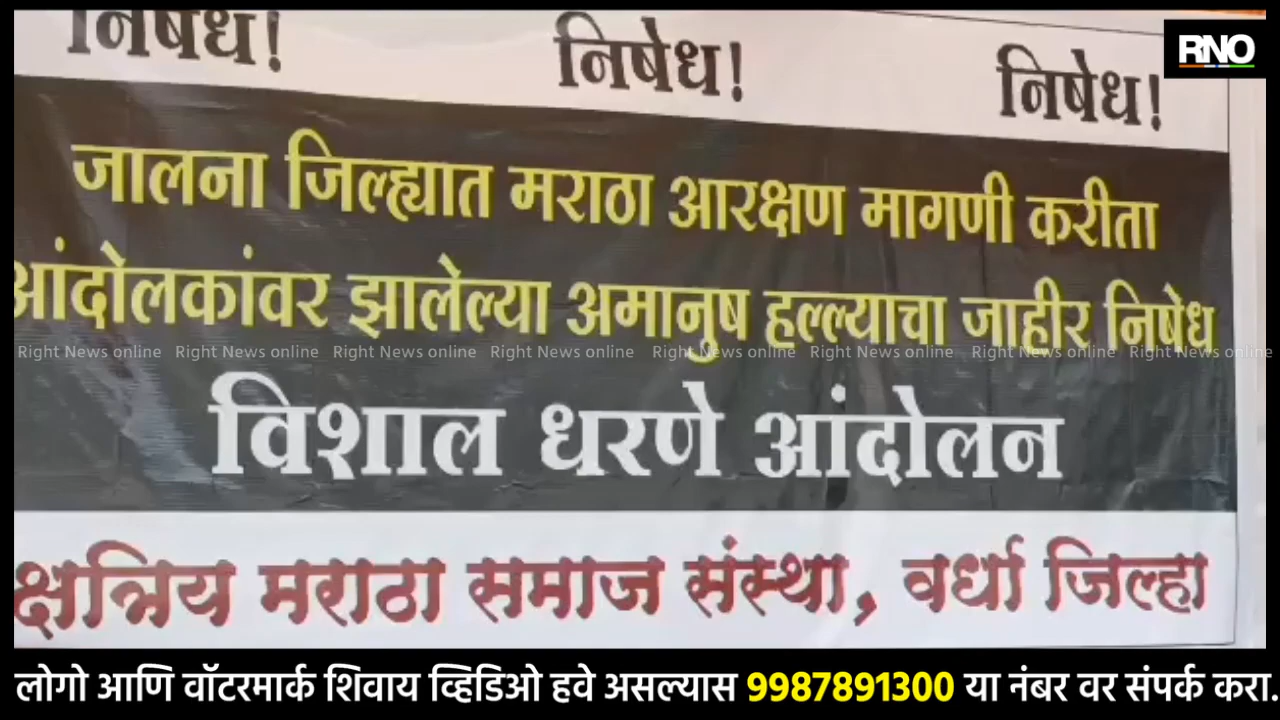 RNO
निषेध! निषेध! निषेध!
जालना जिल्ह्यात मराठा आरक्षण मागणी करीता
आंदोलकांवर झालेल्या अमानुष हल्ल्याचा जाहीर निषेध
Right News online Right News online Right News online Right News online Right News online Right News online Right News online Right News online
विशाल धरणे आंदोलन
क्षत्रिय मराठा समाज संस्था, वर्धा जिल्हा
लोगो आणि वॉटरमार्क शिवाय व्हिडिओ हवे असल्यास 9987891300 या नंबर वर संपर्क करा.